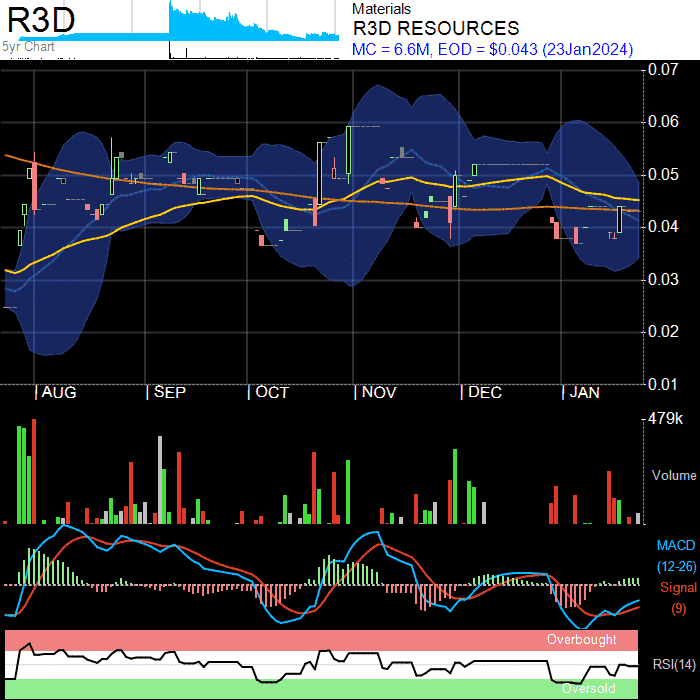 R3D
5yr Chart
Materials
R3D RESOURCES
MC = 6.6M, EOD = $0.043 (23Jan2024)
0.07
0.06
0.05
0.04
0.03
0.02
0.01
AUG
SEP
OCT
NOV
DEC
JAN
479k
Volume
MACD
(12-26)
Signal
(9)
Overbought
RSI(14)
Oversold